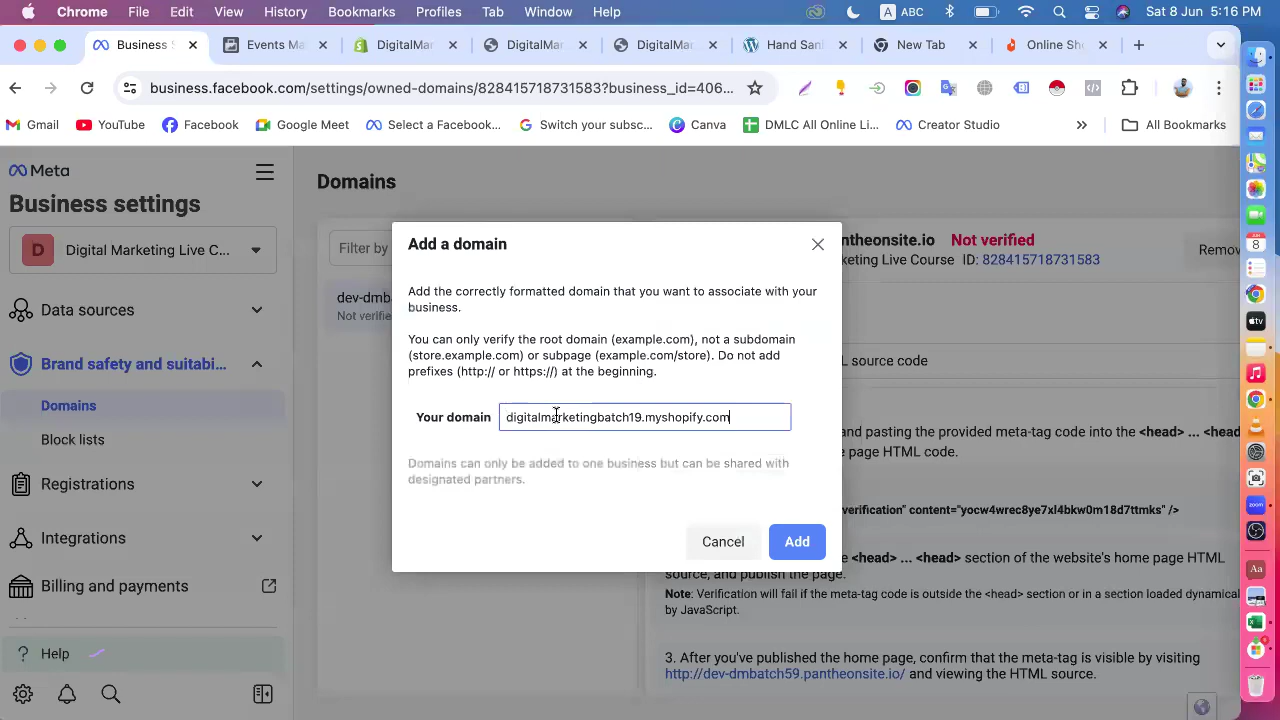 Chrome File Edit View History Bookmarks Profiles Tab Window Help A ABC Sat 8 Jun 5:16 PM
Business S Events Ma DigitalMar DigitalMar DigitalMar Hand Sani New Tab Online Sho
business.facebook.com/settings/owned-domains/828415718731583?business_id=406...
Gmail YouTube Facebook Google Meet Select a Facebook... Switch your subsc... Canva DMLC All Online Li... Creator Studio All Bookmarks
Meta
Business settings
D Digital Marketing Live C...
Data sources
Brand safety and suitabi...
Domains
Block lists
Registrations
Integrations
Billing and payments
Help
Domains
Filter by
dev-dmba
Not verifie
Add a domain
Add the correctly formatted domain that you want to associate with your
business.
You can only verify the root domain (example.com), not a subdomain
(store.example.com) or subpage (example.com/store). Do not add
prefixes (http:// or https://) at the beginning.
Your domain digitalmarketingbatch19.myshopify.com
Domains can only be added to one business but can be shared with
designated partners.
Cancel Add
ntheonsite.io Not verified
rketing Live Course ID: 828415718731583
Remov
L source code
and pasting the provided meta-tag code into the <head> ... <head
e page HTML code.
verification" content="yocw4wrec8ye7xl4bkw0m18d7ttmks" />
e <head> ... <head> section of the website's home page HTML
source, and publish the page.
Note: Verification will fail if the meta-tag code is outside the <head> section or in a section loaded dynamical
by JavaScript.
3. After you've published the home page, confirm that the meta-tag is visible by visiting
http://dev-dmbatch59.pantheonsite.io/ and viewing the HTML source.